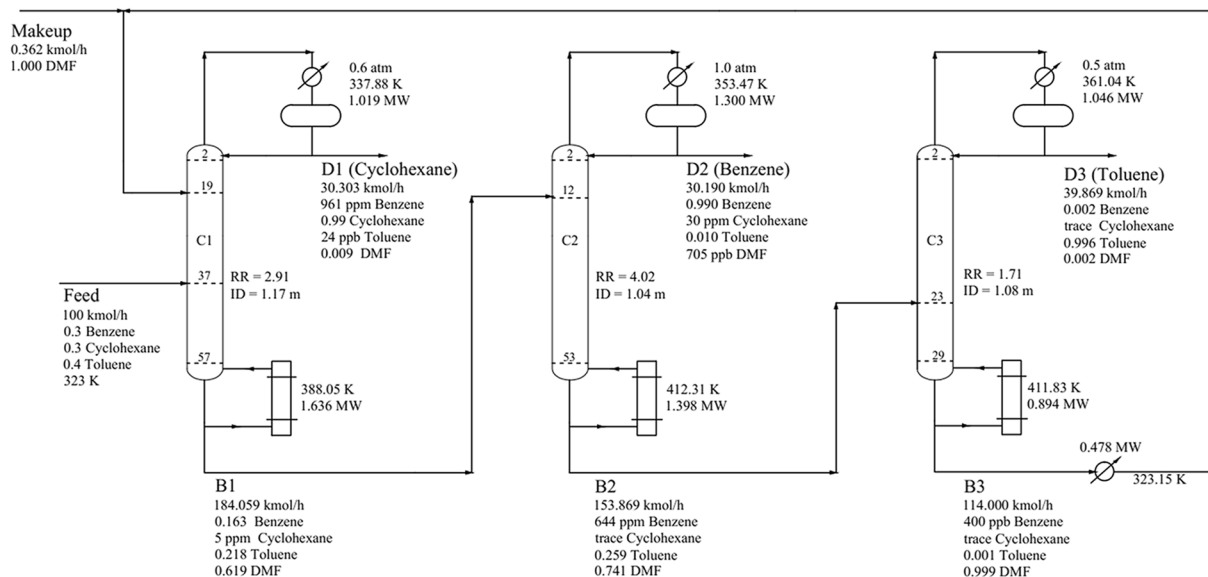 Makeup
0.362 kmol/h
1.000 DMF
0.6 atm
337.88 K
1.019 MW
2
D1 (Cyclohexane)
30.303 kmol/h
961 ppm Benzene
0.99 Cyclohexane
24 ppb Toluene
0.009 DMF
19
C1
37
RR = 2.91
ID = 1.17 m
Feed
100 kmol/h
0.3 Benzene
0.3 Cyclohexane
0.4 Toluene
323 K
57
388.05 K
1.636 MW
B1
184.059 kmol/h
0.163 Benzene
5 ppm Cyclohexane
0.218 Toluene
0.619 DMF
1.0 atm
353.47 K
1.300 MW
2
D2 (Benzene)
30.190 kmol/h
0.990 Benzene
30 ppm Cyclohexane
0.010 Toluene
705 ppb DMF
12
C2
RR = 4.02
ID = 1.04 m
53
412.31 K
1.398 MW
B2
153.869 kmol/h
644 ppm Benzene
trace Cyclohexane
0.259 Toluene
0.741 DMF
0.5 atm
361.04 K
1.046 MW
2
D3 (Toluene)
39.869 kmol/h
0.002 Benzene
trace Cyclohexane
0.996 Toluene
0.002 DMF
C3
23
RR = 1.71
ID = 1.08 m
29
411.83 K
0.894 MW
0.478 MW
323.15 K
B3
114.000 kmol/h
400 ppb Benzene
trace Cyclohexane
0.001 Toluene
0.999 DMF